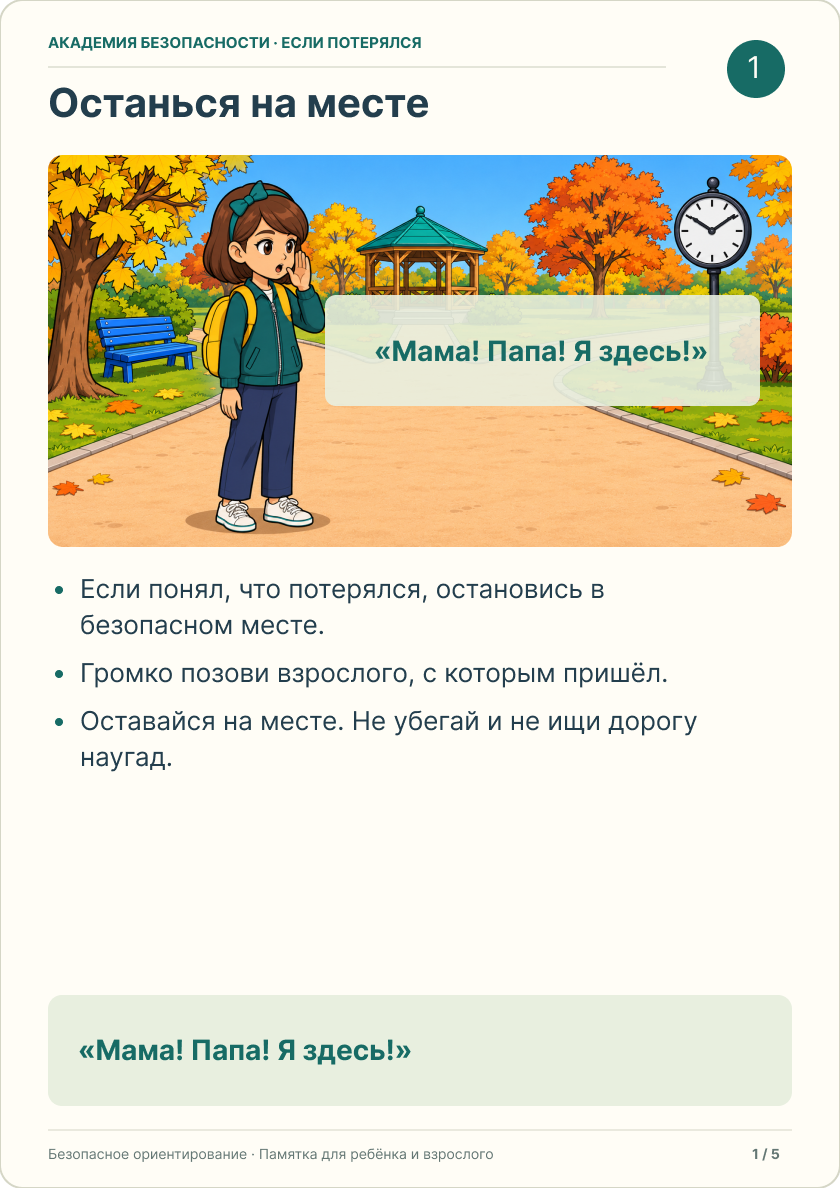 АКАДЕМИЯ БЕЗОПАСНОСТИ · ЕСЛИ ПОТЕРЯЛСЯ
1
Останься на месте
«Мама! Папа! Я здесь!»
• Если понял, что потерялся, остановись в
безопасном месте.
• Громко позови взрослого, с которым пришёл.
• Оставайся на месте. Не убегай и не ищи дорогу
наугад.
«Мама! Папа! Я здесь!»
Безопасное ориентирование · Памятка для ребёнка и взрослого
1 / 5